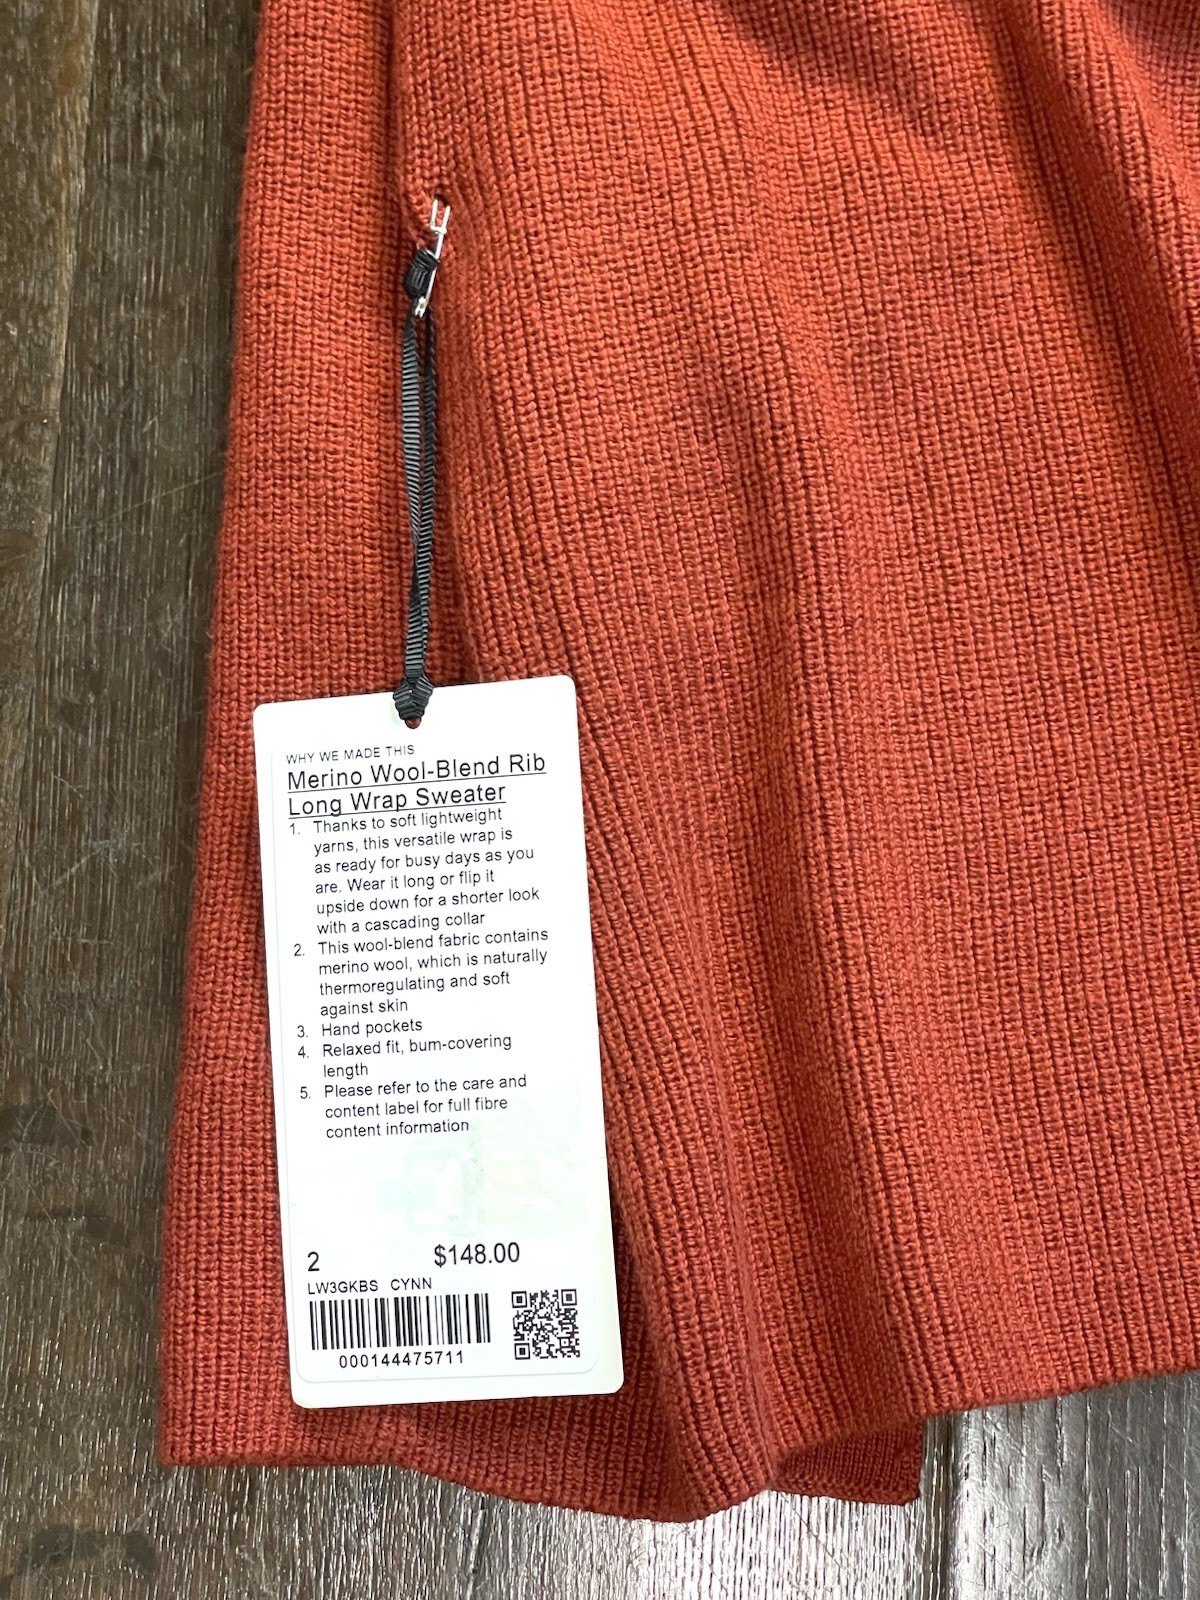 WHY WE MADE THIS
Merino Wool-Blend Rib
Long Wrap Sweater
1. Thanks to soft lightweight
yarns, this versatile wrap is
as ready for busy days as you
are. Wear it long or flip it
upside down for a shorter look
with a cascading collar
2. This wool-blend fabric contains
merino wool, which is naturally
thermoregulating and soft
against skin
3. Hand pockets
4. Relaxed fit, bum-covering
length
5. Please refer to the care and
content label for full fibre
content information
2 $148.00
LW3GKBS CYNN
000144475711